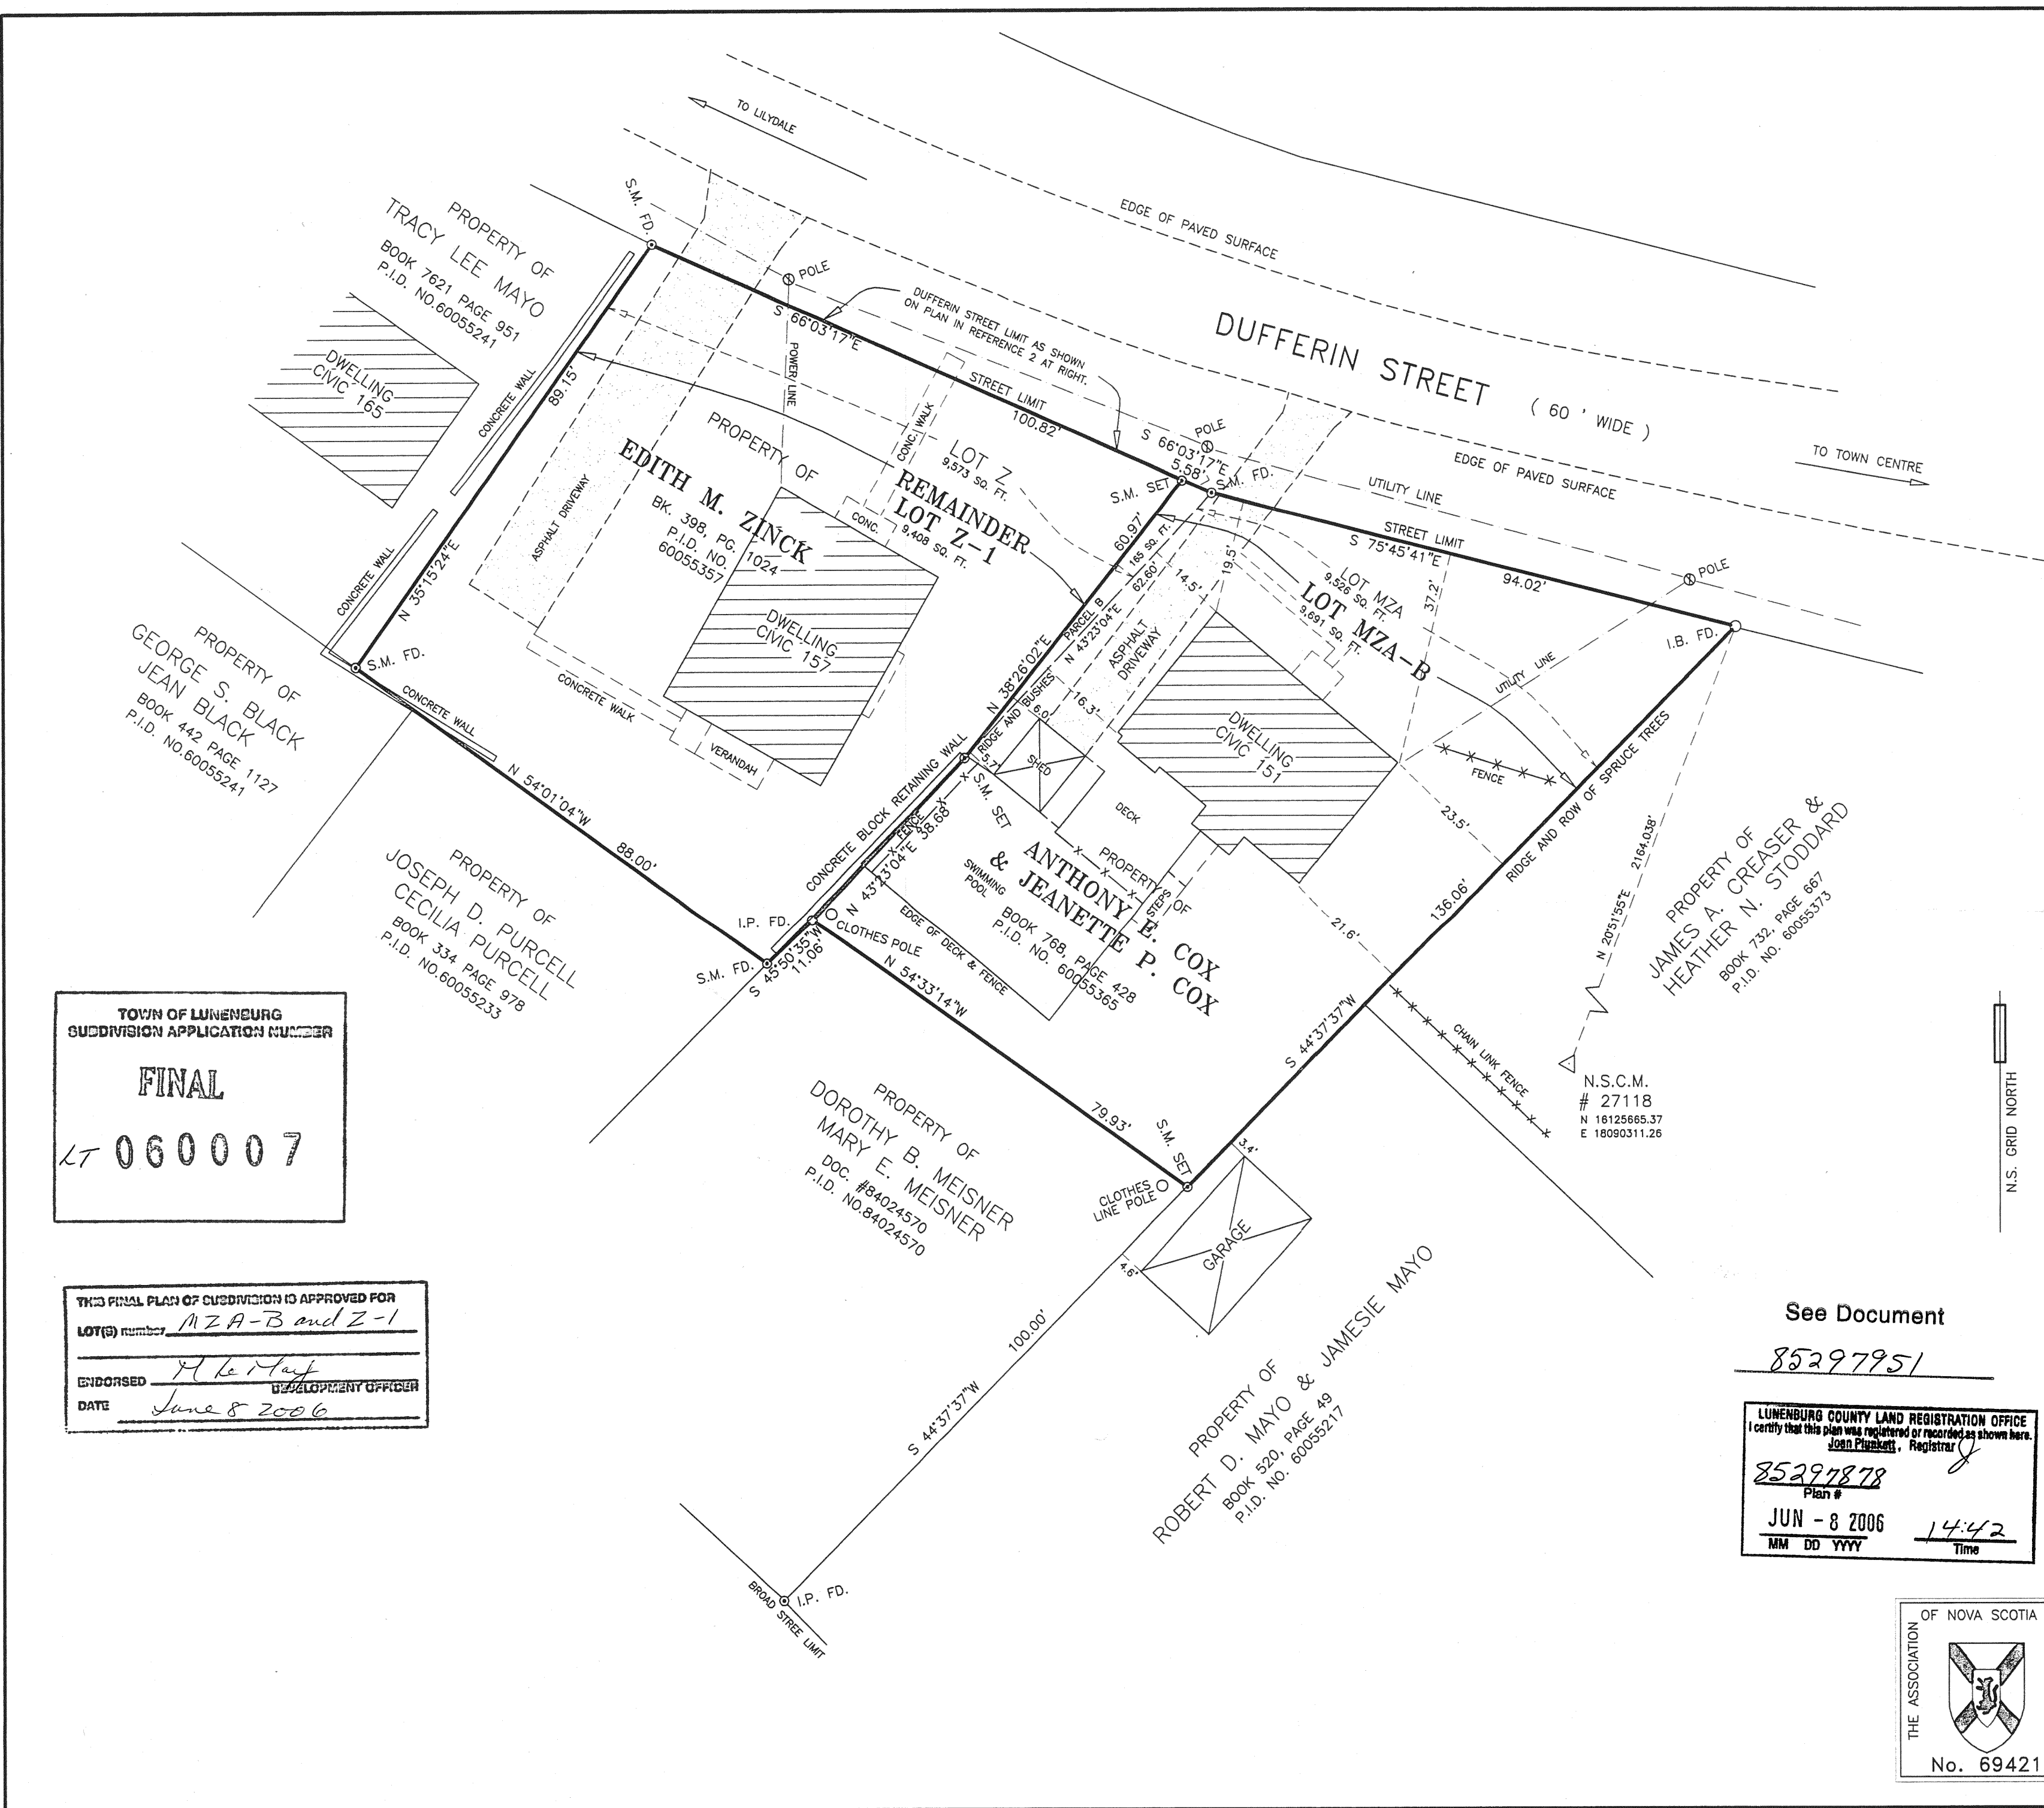 TO LILYDALE
EDGE OF PAVED SURFACE
DUFFERIN STREET
( 60 ' WIDE )
TO TOWN CENTRE
EDGE OF PAVED SURFACE
UTILITY LINE
STREET LIMIT
S 75°45'41"E
94.02'
POLE
I.B. FD.
S.M. FD.
POLE
S 66°03'17"E
DUFFERIN STREET LIMIT AS SHOWN
ON PLAN IN REFERENCE 2 AT RIGHT.
STREET LIMIT
100.82'
POLE
S 66°03'17"E
5.58'
S.M. SET
S.M. FD.
PROPERTY OF
TRACY LEE MAYO
BOOK 7621 PAGE 951
P.I.D. NO.60055241
DWELLING
CIVIC 165
CONCRETE WALL
89.15'
CONCRETE WALL
N 35°15'24"E
ASPHALT DRIVEWAY
POWER LINE
CONC. WALK
PROPERTY OF
EDITH M. ZINCK
BK. 398, PG. 1024
P.I.D. NO.
60055357
LOT Z
9,573 SQ. FT.
REMAINDER
LOT Z-1
9,408 SQ. FT.
CONC.
DWELLING
CIVIC 157
CONCRETE WALK
VERANDAH
60.97'
N 38°26'02"E
PARCEL B
165 SQ. FT.
62.60'
N 43°23'04"E
RIDGE AND BUSHES
ASPHALT
DRIVEWAY
14.5'
19.5'
16.3'
6.0'
5.7'
SHED
DECK
LOT MZA
9,526 SQ. FT.
LOT MZA-B
9,691 SQ. FT.
37.2'
UTILITY LINE
FENCE
DWELLING
CIVIC 151
23.5'
21.6'
RIDGE AND ROW OF SPRUCE TREES
136.06'
S 44°37'37"W
N 20°51'55"E
2164.038'
PROPERTY OF
JAMES A. CREASER &
HEATHER N. STODDARD
BOOK 732, PAGE 667
P.I.D. NO. 60055373
N.S.C.M.
# 27118
N 16125665.37
E 18090311.26
CHAIN LINK FENCE
N.S. GRID NORTH
S.M. FD.
CONCRETE WALL
PROPERTY OF
GEORGE S. BLACK
JEAN BLACK
BOOK 442 PAGE 1127
P.I.D. NO.60055241
N 54°01'04"W
88.00'
PROPERTY OF
JOSEPH D. PURCELL
CECILIA PURCELL
BOOK 334 PAGE 978
P.I.D. NO.60055233
CONCRETE BLOCK RETAINING WALL
FENCE
N 43°23'04"E 38.68'
S.M. SET
SWIMMING
POOL
PROPERTY OF
ANTHONY E. COX
& JEANETTE P. COX
BOOK 768, PAGE 428
P.I.D. NO. 60055365
STEPS
EDGE OF DECK & FENCE
I.P. FD.
CLOTHES POLE
S.M. FD.
S 45°50'35"W
11.06'
N 54°33'14"W
79.93'
S.M. SET
PROPERTY OF
DOROTHY B. MEISNER
MARY E. MEISNER
DOC. #84024570
P.I.D. NO.84024570
CLOTHES
LINE POLE
3.4'
GARAGE
4.6'
100.00'
S 44°37'37"W
PROPERTY OF
ROBERT D. MAYO & JAMESIE MAYO
BOOK 520, PAGE 49
P.I.D. NO. 60055217
I.P. FD.
BROAD STREE LIMIT
TOWN OF LUNENBURG
SUBDIVISION APPLICATION NUMBER
FINAL
LT 060007
THIS FINAL PLAN OF SUBDIVISION IS APPROVED FOR
LOT(S) number MZA-B and Z-1
ENDORSED
DEVELOPMENT OFFICER
DATE June 8 2006
See Document
85297951
LUNENBURG COUNTY LAND REGISTRATION OFFICE
I certify that this plan was registered or recorded as shown here.
Joan Plunkett, Registrar
85297878
Plan #
JUN - 8 2006 14:42
MM DD YYYY Time
THE ASSOCIATION
OF NOVA SCOTIA
No. 69421